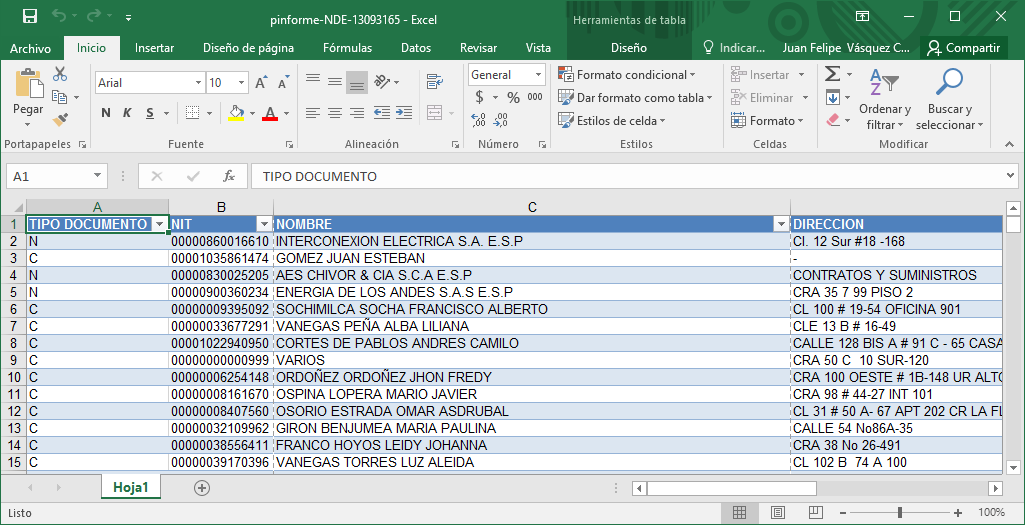 pinforme-NDE-13093165 - Excel
Herramientas de tabla
Archivo Inicio Insertar Diseño de página Fórmulas Datos Revisar Vista Diseño Indicar... Juan Felipe Vásquez C... Compartir
Pegar
Arial 10
N K S
General
$ % 000
Formato condicional
Dar formato como tabla
Estilos de celda
Insertar
Eliminar
Formato
Ordenar y filtrar
Buscar y seleccionar
Portapapeles Fuente Alineación Número Estilos Celdas Modificar
A1 fx TIPO DOCUMENTO
A B C
1 TIPO DOCUMENTO NIT NOMBRE DIRECCION
2 N 00000860016610 INTERCONEXION ELECTRICA S.A. E.S.P Cl. 12 Sur #18 -168
3 C 00001035861474 GOMEZ JUAN ESTEBAN -
4 N 00000830025205 AES CHIVOR & CIA S.C.A E.S.P CONTRATOS Y SUMINISTROS
5 N 00000900360234 ENERGIA DE LOS ANDES S.A.S E.S.P CRA 35 7 99 PISO 2
6 C 00000009395092 SOCHIMILCA SOCHA FRANCISCO ALBERTO CL 100 # 19-54 OFICINA 901
7 C 00000033677291 VANEGAS PEÑA ALBA LILIANA CLE 13 B # 16-49
8 C 00001022940950 CORTES DE PABLOS ANDRES CAMILO CALLE 128 BIS A # 91 C - 65 CASA
9 C 00000000000999 VARIOS CRA 50 C 10 SUR-120
10 C 00000006254148 ORDOÑEZ ORDOÑEZ JHON FREDY CRA 100 OESTE # 1B-148 UR ALTO
11 C 00000008161670 OSPINA LOPERA MARIO JAVIER CRA 98 # 44-27 INT 101
12 C 00000008407560 OSORIO ESTRADA OMAR ASDRUBAL CL 31 # 50 A- 67 APT 202 CR LA FL
13 C 00000032109962 GIRON BENJUMEA MARIA PAULINA CALLE 54 No86A-35
14 C 00000038556411 FRANCO HOYOS LEIDY JOHANNA CRA 38 No 26-491
15 C 00000039170396 VANEGAS TORRES LUZ ALEIDA CL 102 B 74 A 100
Hoja1
Listo 100%